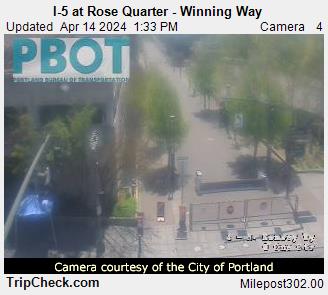 I-5 at Rose Quarter - Winning Way
Updated Apr 14 2024 1:33 PM Camera 4
PBOT
PORTLAND BUREAU OF TRANSPORTATION
Camera courtesy of the City of Portland
TripCheck.com Milepost302.00